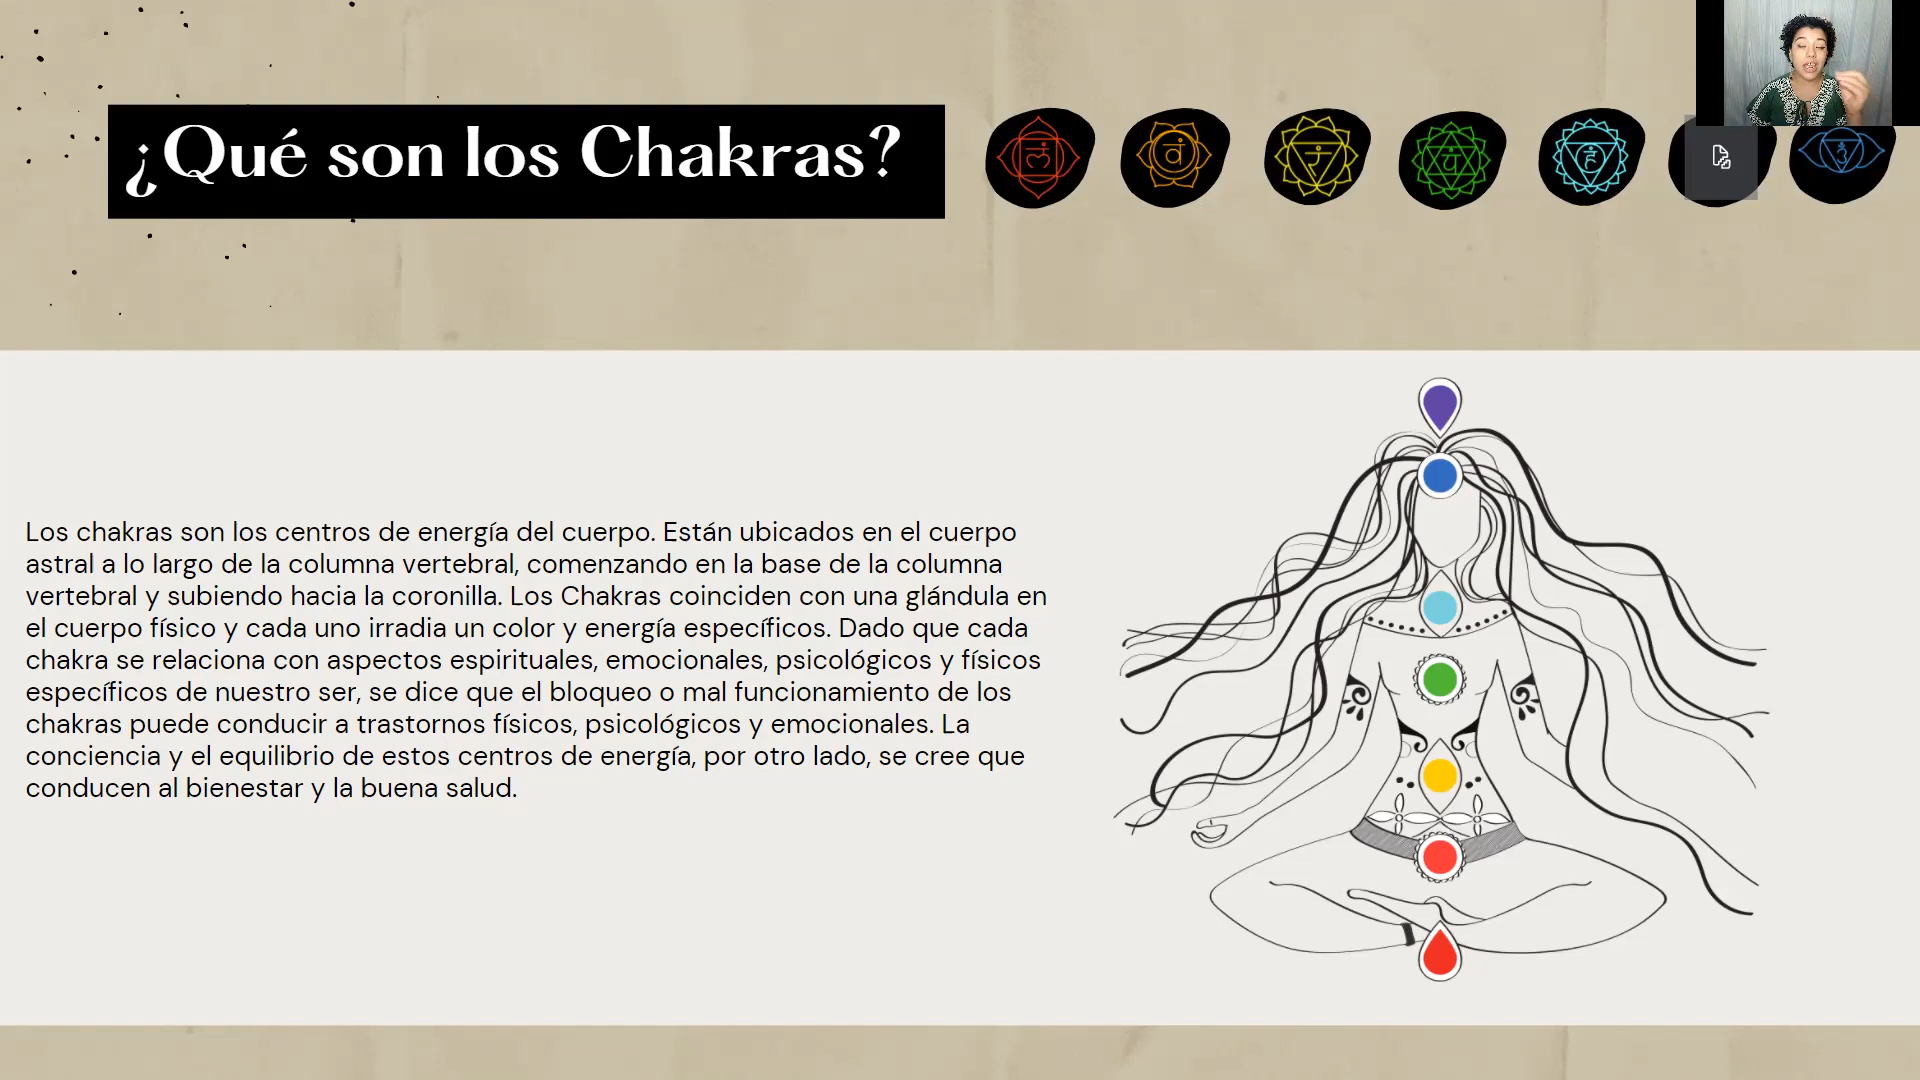 ¿Qué son los Chakras?
लं
वं
रं
यं
हं
ॐ
Los chakras son los centros de energía del cuerpo. Están ubicados en el cuerpo
astral a lo largo de la columna vertebral, comenzando en la base de la columna
vertebral y subiendo hacia la coronilla. Los Chakras coinciden con una glándula en
el cuerpo físico y cada uno irradia un color y energía específicos. Dado que cada
chakra se relaciona con aspectos espirituales, emocionales, psicológicos y físicos
específicos de nuestro ser, se dice que el bloqueo o mal funcionamiento de los
chakras puede conducir a trastornos físicos, psicológicos y emocionales. La
conciencia y el equilibrio de estos centros de energía, por otro lado, se cree que
conducen al bienestar y la buena salud.